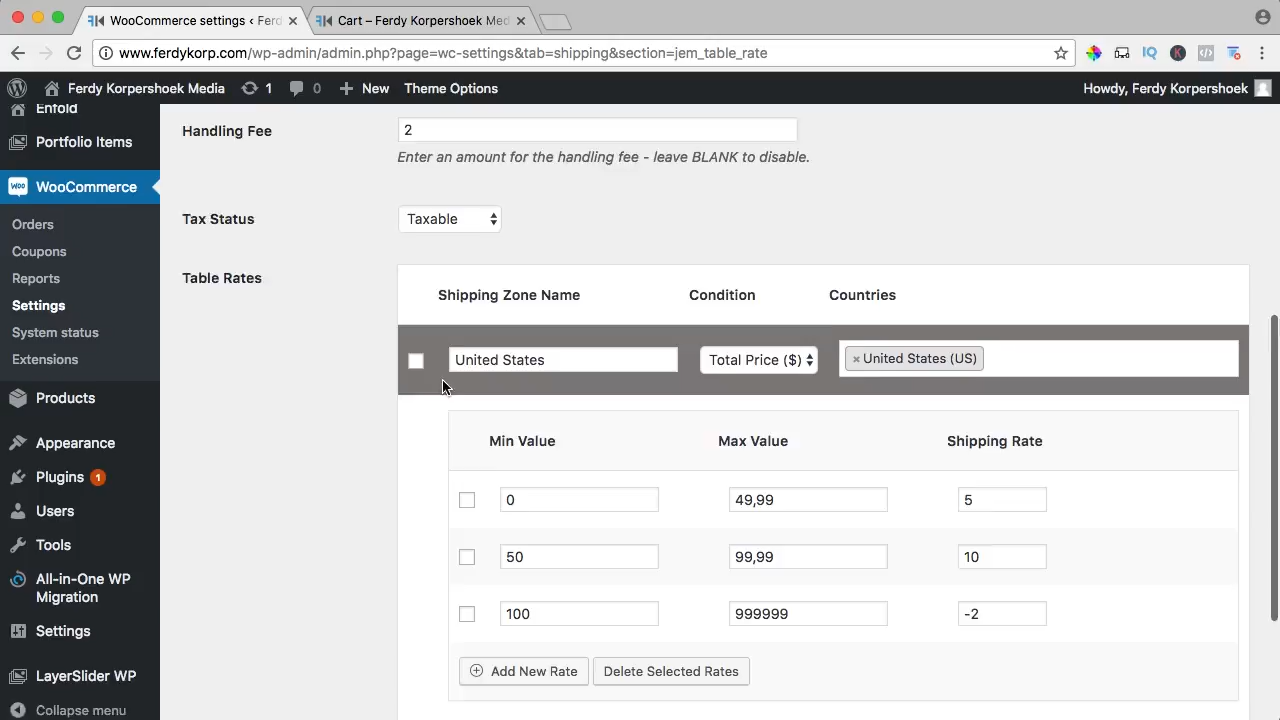 WooCommerce settings ‹ Ferd
Cart – Ferdy Korpershoek Med
www.ferdykorp.com/wp-admin/admin.php?page=wc-settings&tab=shipping&section=jem_table_rate
Ferdy Korpershoek Media
1
0
New
Theme Options
Howdy, Ferdy Korpershoek
Enfold
Portfolio Items
WooCommerce
Orders
Coupons
Reports
Settings
System status
Extensions
Products
Appearance
Plugins 1
Users
Tools
All-in-One WP
Migration
Settings
LayerSlider WP
Collapse menu
Handling Fee
2
Enter an amount for the handling fee - leave BLANK to disable.
Tax Status
Taxable
Table Rates
Shipping Zone Name Condition Countries
United States Total Price ($) × United States (US)
Min Value Max Value Shipping Rate
0 49,99 5
50 99,99 10
100 999999 -2
Add New Rate Delete Selected Rates